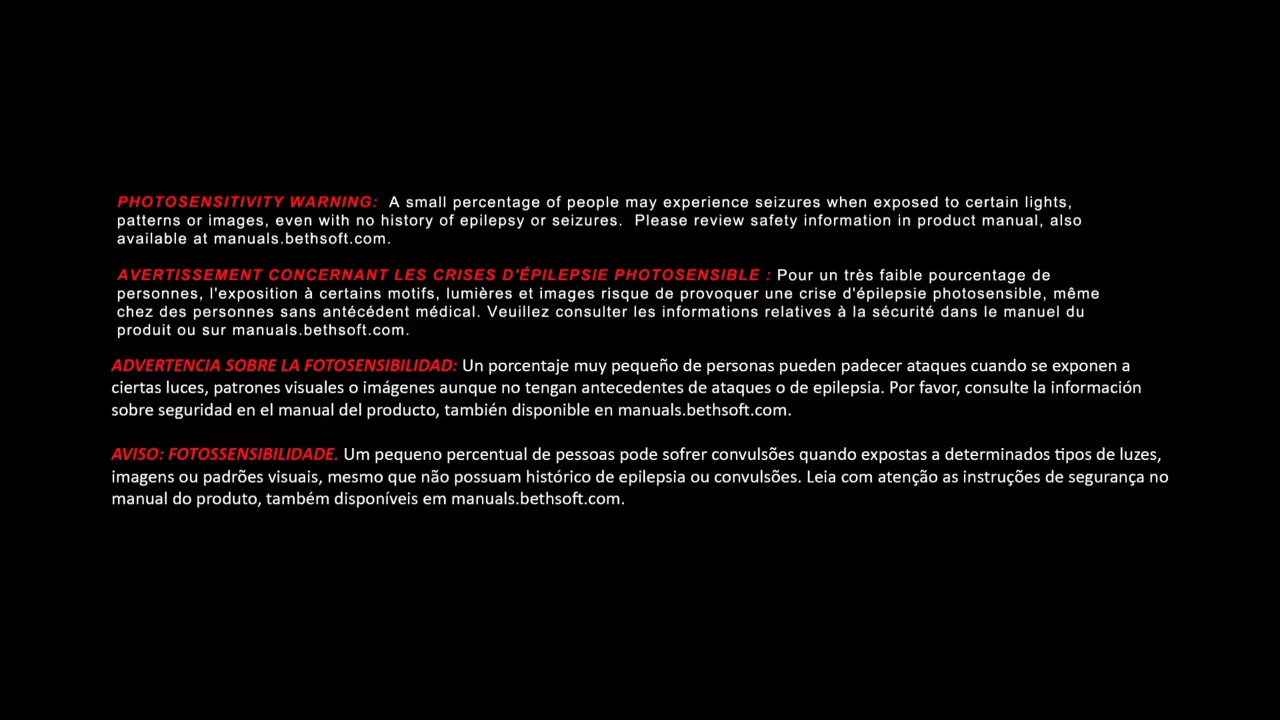 PHOTOSENSITIVITY WARNING: A small percentage of people may experience seizures when exposed to certain lights,
patterns or images, even with no history of epilepsy or seizures. Please review safety information in product manual, also
available at manuals.bethsoft.com.
AVERTISSEMENT CONCERNANT LES CRISES D'ÉPILEPSIE PHOTOSENSIBLE : Pour un très faible pourcentage de
personnes, l'exposition à certains motifs, lumières et images risque de provoquer une crise d'épilepsie photosensible, même
chez des personnes sans antécédent médical. Veuillez consulter les informations relatives à la sécurité dans le manuel du
produit ou sur manuals.bethsoft.com.
ADVERTENCIA SOBRE LA FOTOSENSIBILIDAD: Un porcentaje muy pequeño de personas pueden padecer ataques cuando se exponen a
ciertas luces, patrones visuales o imágenes aunque no tengan antecedentes de ataques o de epilepsia. Por favor, consulte la información
sobre seguridad en el manual del producto, también disponible en manuals.bethsoft.com.
AVISO: FOTOSSENSIBILIDADE. Um pequeno percentual de pessoas pode sofrer convulsões quando expostas a determinados tipos de luzes,
imagens ou padrões visuais, mesmo que não possuam histórico de epilepsia ou convulsões. Leia com atenção as instruções de segurança no
manual do produto, também disponíveis em manuals.bethsoft.com.